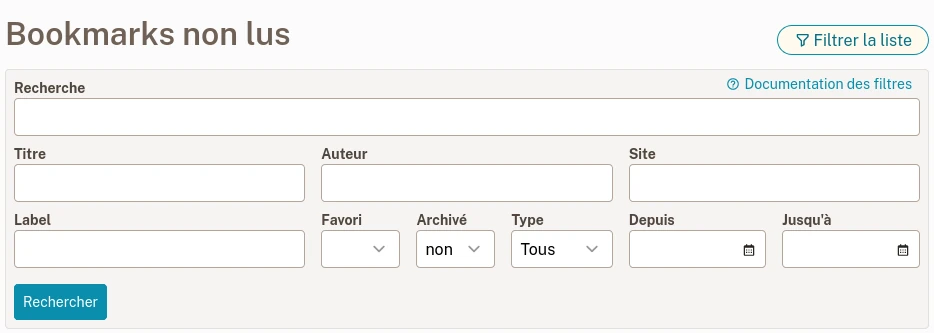 Bookmarks non lus
Filtrer la liste
Recherche
Documentation des filtres
Titre
Auteur
Site
Label
Favori
Archivé
Type
Depuis
Jusqu'à
non
Tous
Rechercher